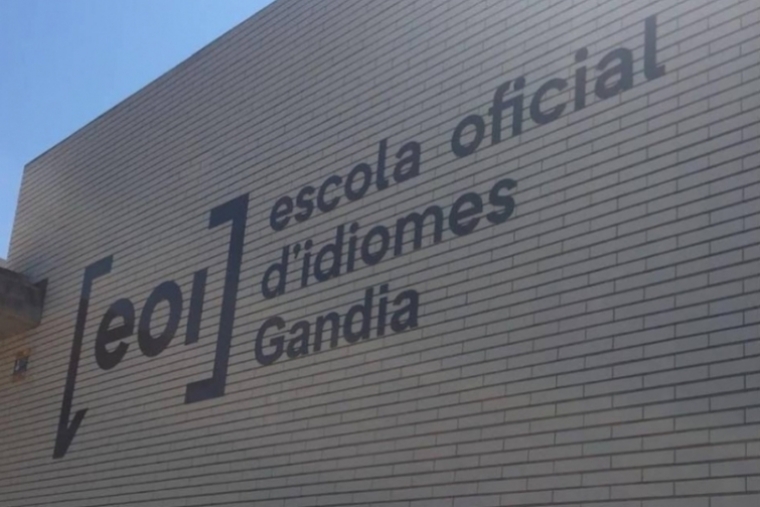 [eoi]
escola oficial
d'idiomes
Gandia